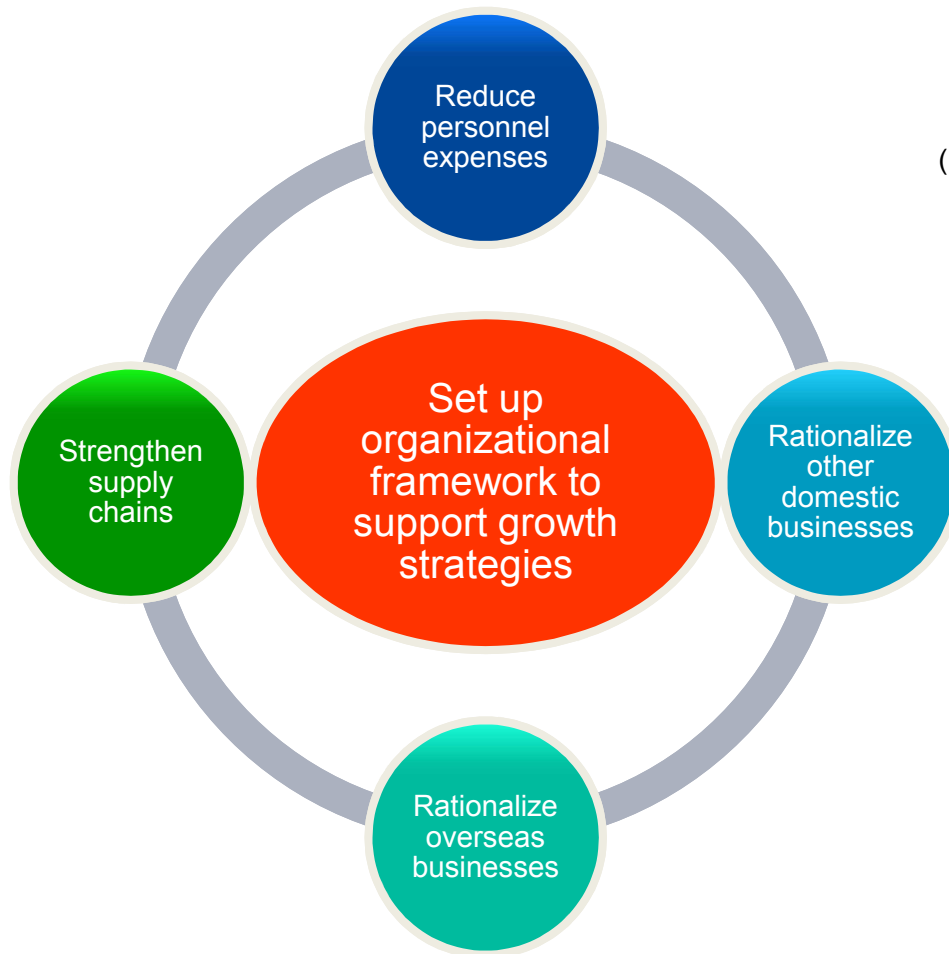 Reduce
personnel
expenses
(
Set up
organizational
framework to
support growth
strategies
Strengthen
supply
chains
Rationalize
other
domestic
businesses
Rationalize
overseas
businesses